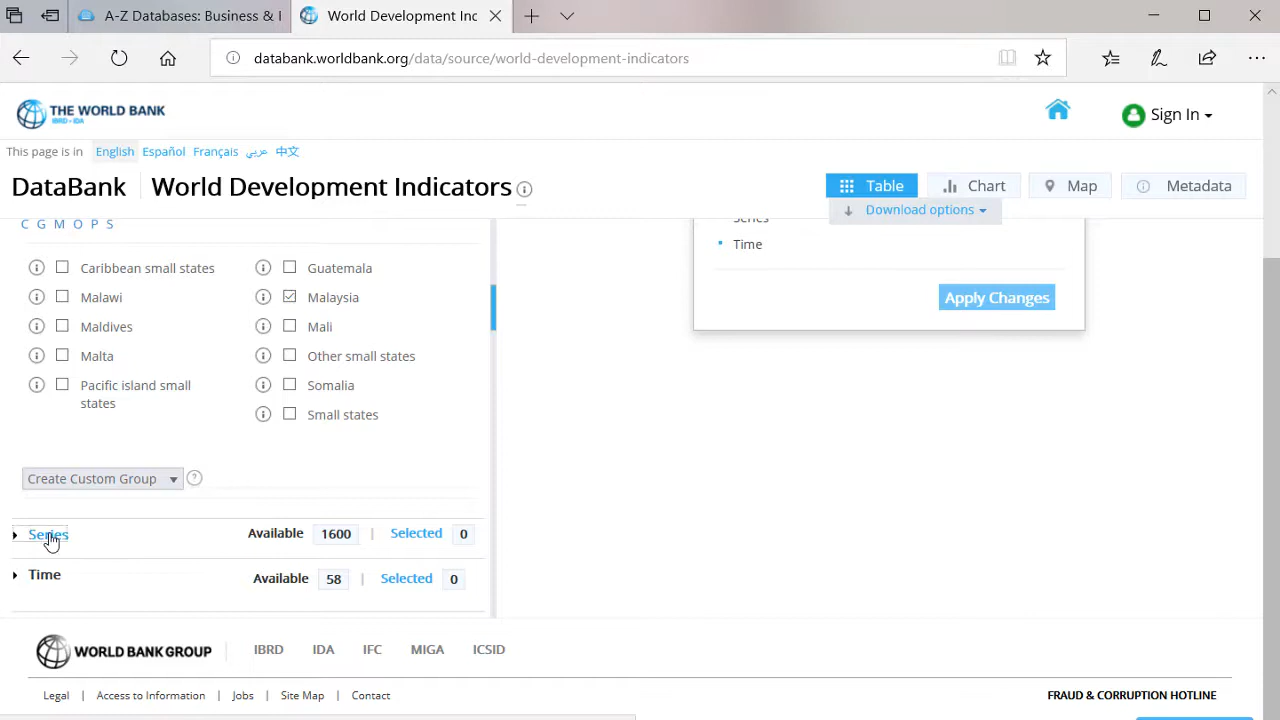 A-Z Databases: Business & I
World Development Inc
databank.worldbank.org/data/source/world-development-indicators
THE WORLD BANK
IBRD - IDA
Sign In
This page is in English Español Français عربي 中文
DataBank World Development Indicators
Table Chart Map Metadata
Download options
C G M O P S
Series
Time
Caribbean small states Guatemala
Malawi Malaysia
Maldives Mali
Malta Other small states
Pacific island small states Somalia
Small states
Apply Changes
Create Custom Group ?
Series Available 1600 | Selected 0
Time Available 58 | Selected 0
WORLD BANK GROUP IBRD IDA IFC MIGA ICSID
Legal | Access to Information | Jobs | Site Map | Contact FRAUD & CORRUPTION HOTLINE